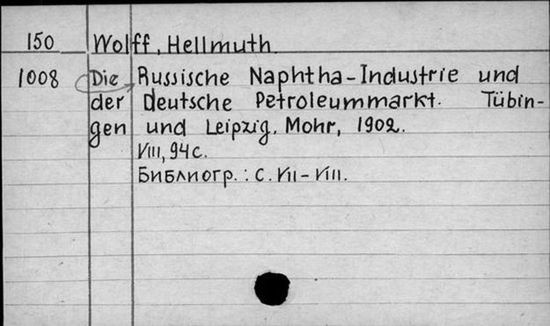 150 Wolff, Hellmuth
1008 Die Russische Naphtha-Industrie und
der deutsche Petroleummarkt. Tübin-
gen und Leipzig, Mohr, 1902.
VIII, 94 с.
Библиогр.: с. VII-VIII.